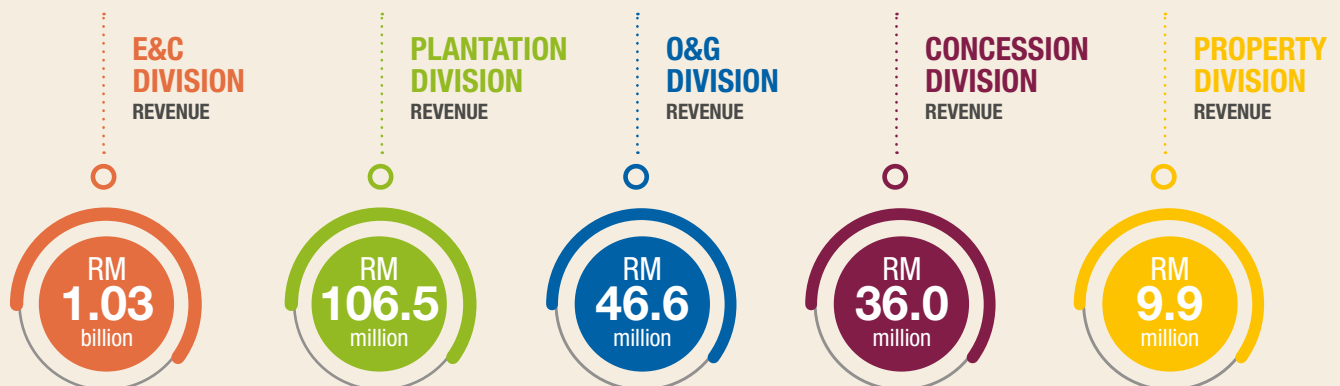 E&C
DIVISION
REVENUE
RM
1.03
billion
PLANTATION
DIVISION
REVENUE
RM
106.5
million
O&G
DIVISION
REVENUE
RM
46.6
million
CONCESSION
DIVISION
REVENUE
RM
36.0
million
PROPERTY
DIVISION
REVENUE
RM
9.9
million